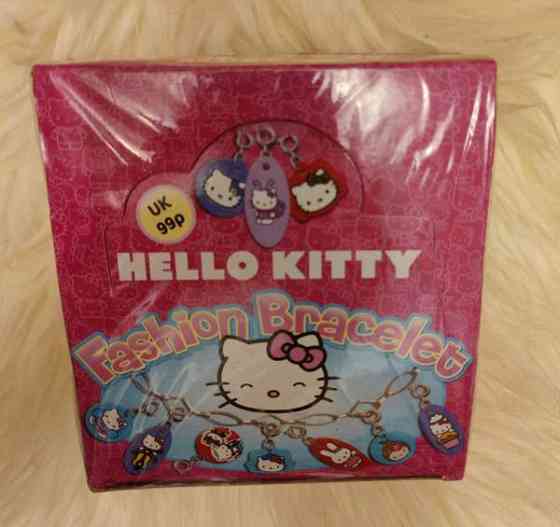 UK
99p
HELLO KITTY
Fashion Bracelet